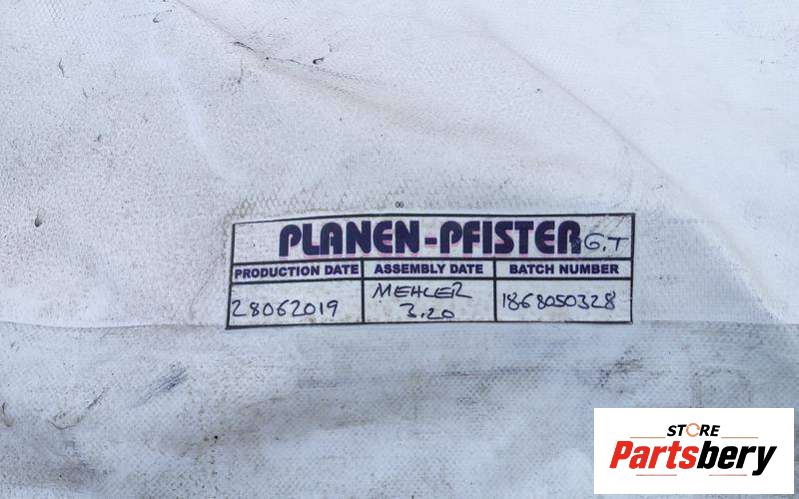 PLANEN-PFISTER G.T
PRODUCTION DATE ASSEMBLY DATE BATCH NUMBER
28062019 MEHLER 3.20 1868050328
STORE
Partsbery